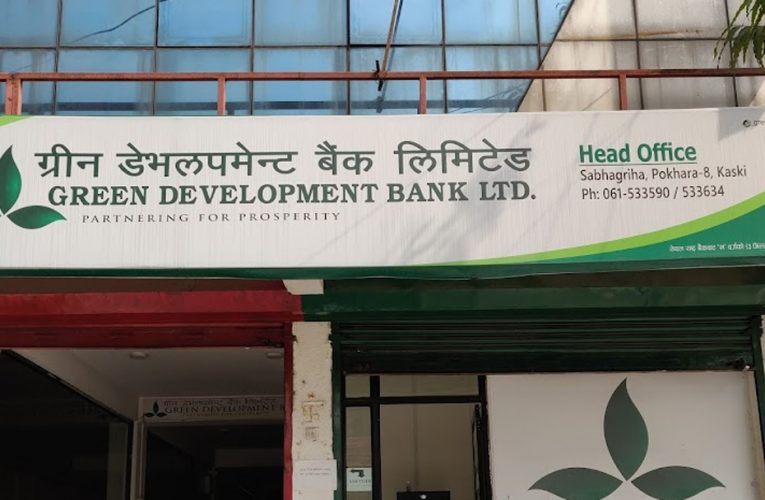 ग्रीन डेभलपमेन्ट बैंक लिमिटेड
GREEN DEVELOPMENT BANK LTD.
PARTNERING FOR PROSPERITY
Head Office
Sabhagriha, Pokhara-8, Kaski
Ph: 061-533590 / 533634
ग्रीन डेभलपमेन्ट बैंक लिमिटेड
GREEN DEVELOPMENT